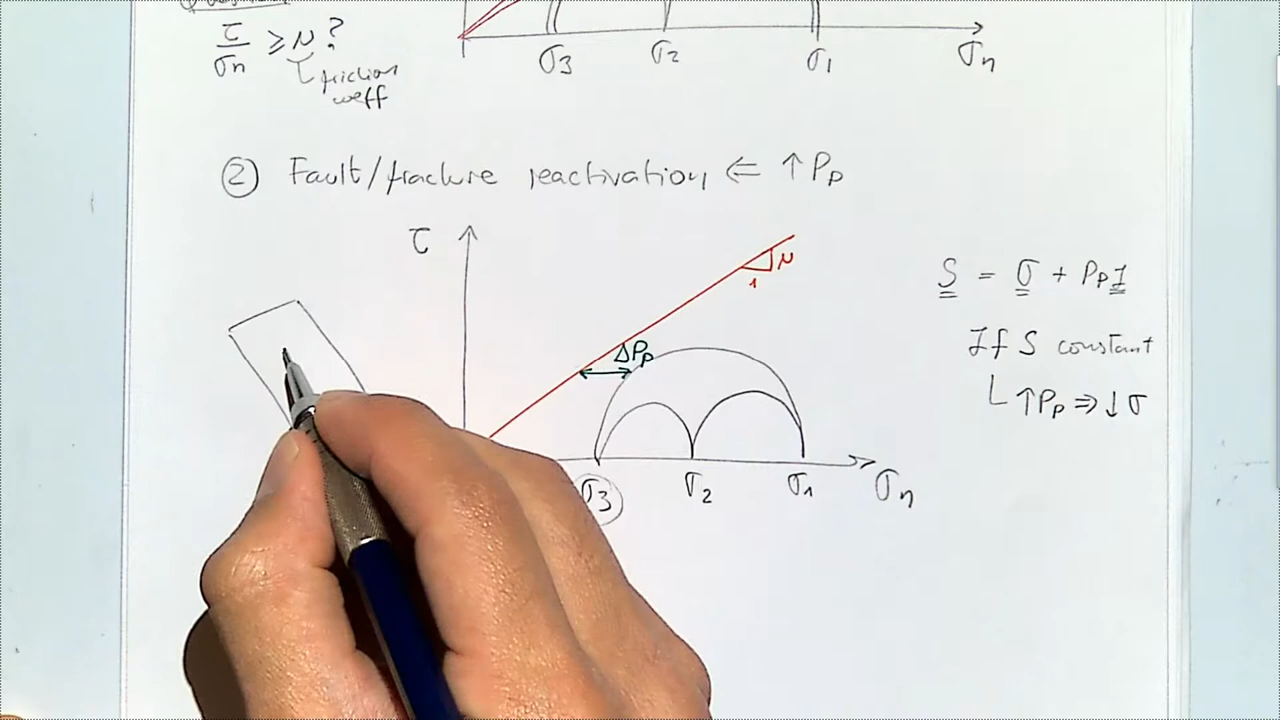 τ
σn ≥ μ ?
friction
coeff
σ3 σ2 σ1 σn
② Fault/fracture reactivation ⇐ ↑ Pp
τ
μ
1
ΔPp
σ3 σ2 σ1 σn
S = σ + Pp I
If S constant
↑ Pp ⇒ ↓ σ